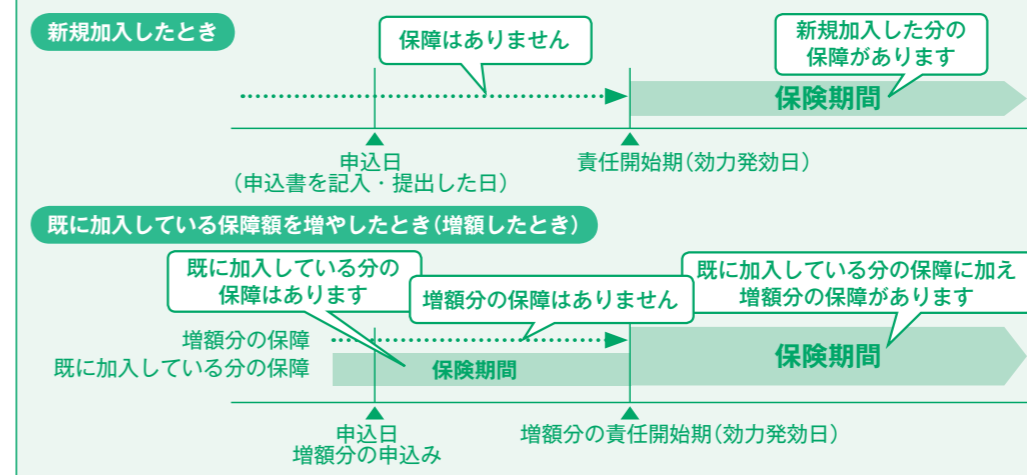 新規加入したとき
保障はありません
新規加入した分の
保障があります
保険期間
申込日
（申込書を記入・提出した日）
責任開始期（効力発効日）
既に加入している保障額を増やしたとき（増額したとき）
既に加入している分の
保障はあります
増額分の保障はありません
既に加入している分の保障に加え
増額分の保障があります
増額分の保障
既に加入している分の保障
保険期間
保険期間
申込日
増額分の申込み
増額分の責任開始期（効力発効日）